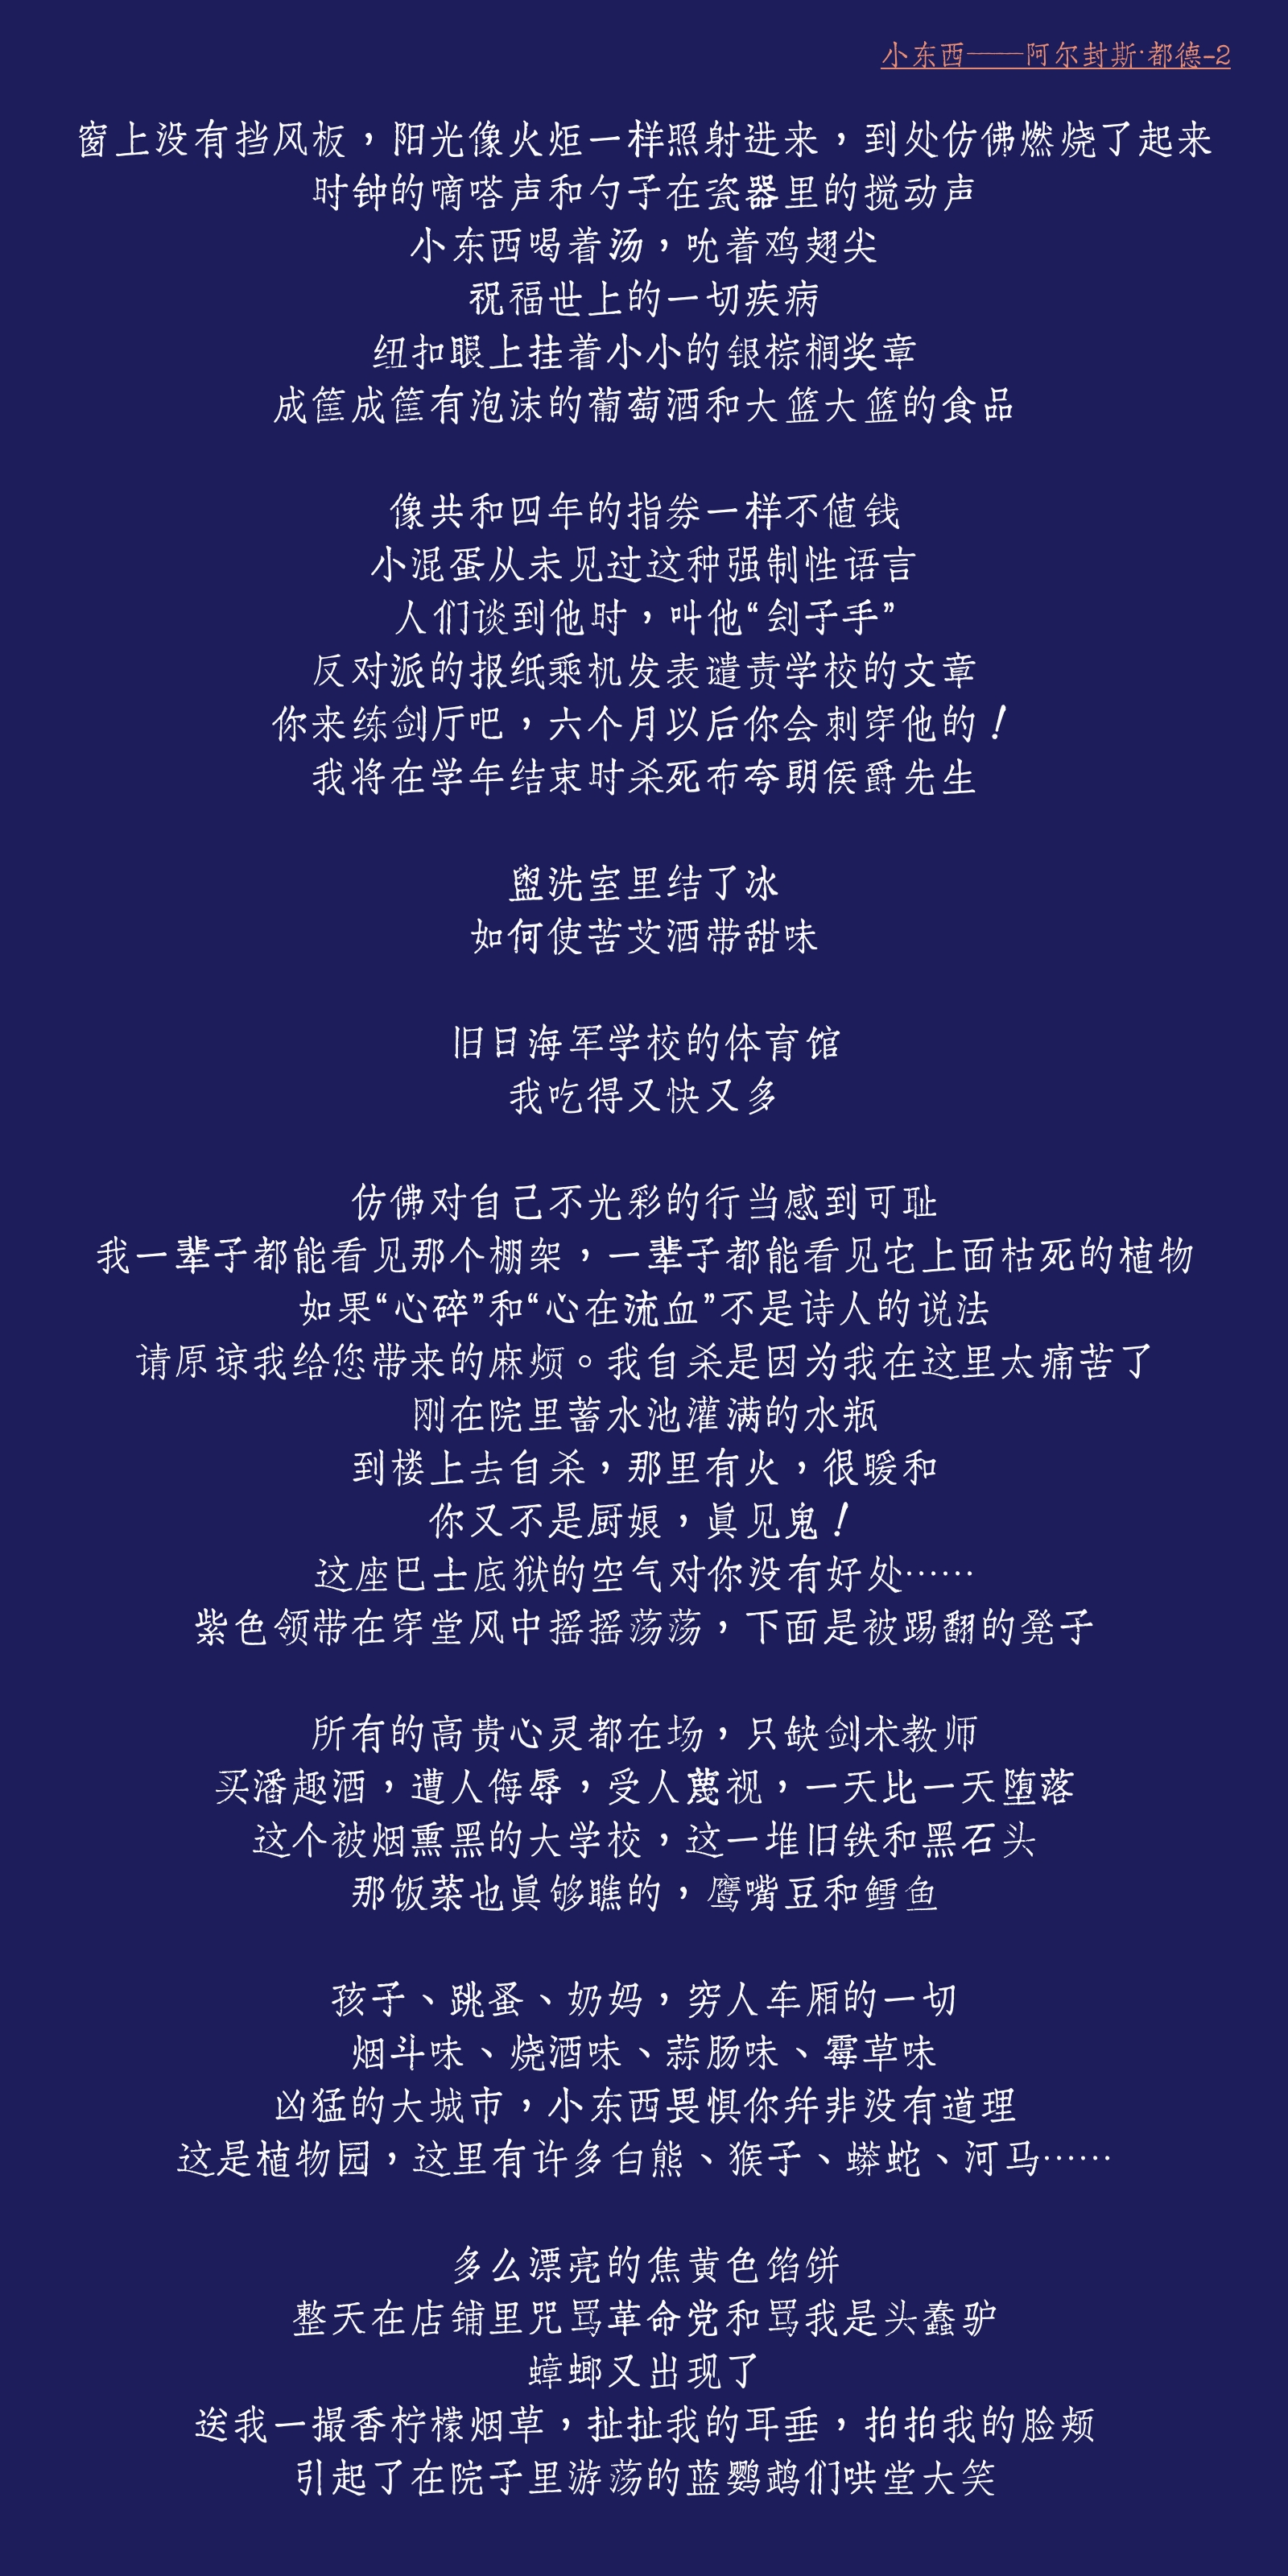 小东西——阿尔封斯·都德-2
窗上没有挡风板，阳光像火炬一样照射进来，到处仿佛燃烧了起来
时钟的嘀嗒声和勺子在瓷器里的搅动声
小东西喝着汤，吮着鸡翅尖
祝福世上的一切疾病
纽扣眼上挂着小小的银棕榈奖章
成筐成筐有泡沫的葡萄酒和大篮大篮的食品
像共和四年的指券一样不值钱
小混蛋从未见过这种强制性语言
人们谈到他时，叫他“刽子手”
反对派的报纸乘机发表谴责学校的文章
你来练剑厅吧，六个月以后你会刺穿他的！
我将在学年结束时杀死布夸朗侯爵先生
盥洗室里结了冰
如何使苦艾酒带甜味
旧日海军学校的体育馆
我吃得又快又多
仿佛对自己不光彩的行当感到可耻
我一辈子都能看见那个棚架，一辈子都能看见它上面枯死的植物
如果“心碎”和“心在流血”不是诗人的说法
请原谅我给您带来的麻烦。我自杀是因为我在这里太痛苦了
刚在院里蓄水池灌满的水瓶
到楼上去自杀，那里有火，很暖和
你又不是厨娘，真见鬼！
这座巴士底狱的空气对你没有好处……
紫色领带在穿堂风中摇摇荡荡，下面是被踢翻的凳子
所有的高贵心灵都在场，只缺剑术教师
买潘趣酒，遭人侮辱，受人蔑视，一天比一天堕落
这个被烟熏黑的大学校，这一堆旧铁和黑石头
那饭菜也真够瞧的，鹰嘴豆和鳕鱼
孩子、跳蚤、奶妈，穷人车厢的一切
烟斗味、烧酒味、蒜肠味、霉草味
凶猛的大城市，小东西畏惧你并非没有道理
这是植物园，这里有许多白熊、猴子、蟒蛇、河马……
多么漂亮的焦黄色馅饼
整天在店铺里咒骂革命党和骂我是头蠢驴
蟑螂又出现了
送我一撮香柠檬烟草，扯扯我的耳垂，拍拍我的脸颊
引起了在院子里游荡的蓝鹦鹉们哄堂大笑